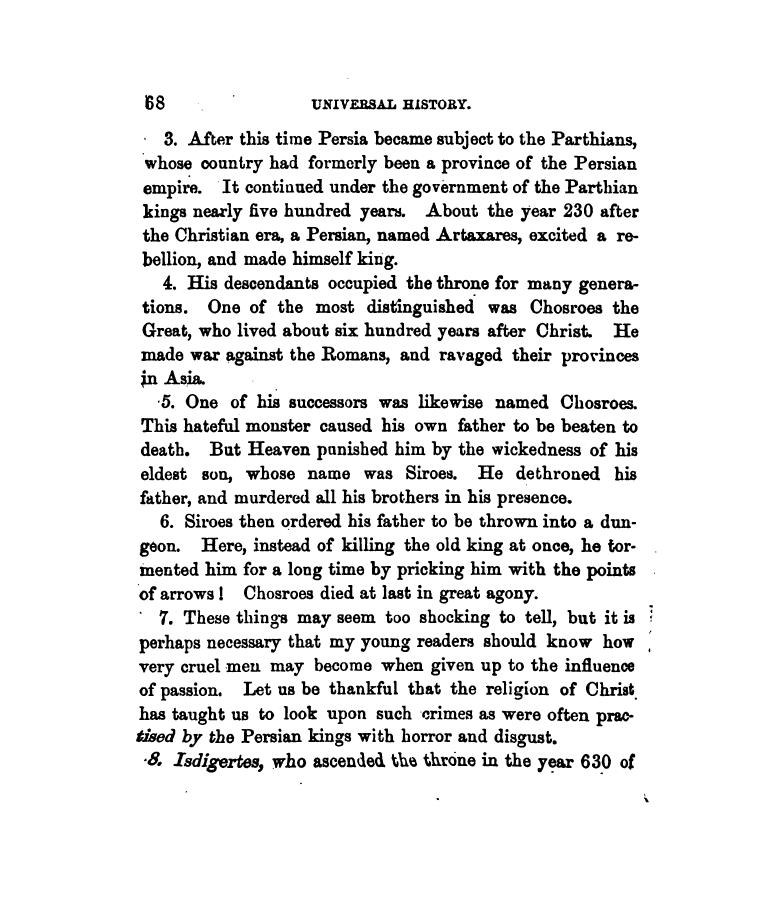 68 UNIVERSAL HISTORY.
3. After this time Persia became subject to the Parthians,
whose country had formerly been a province of the Persian
empire. It continued under the government of the Parthian
kings nearly five hundred years. About the year 230 after
the Christian era, a Persian, named Artaxares, excited a re-
bellion, and made himself king.
4. His descendants occupied the throne for many genera-
tions. One of the most distinguished was Chosroes the
Great, who lived about six hundred years after Christ. He
made war against the Romans, and ravaged their provinces
in Asia.
5. One of his successors was likewise named Chosroes.
This hateful monster caused his own father to be beaten to
death. But Heaven punished him by the wickedness of his
eldest son, whose name was Siroes. He dethroned his
father, and murdered all his brothers in his presence.
6. Siroes then ordered his father to be thrown into a dun-
geon. Here, instead of killing the old king at once, he tor-
mented him for a long time by pricking him with the points
of arrows! Chosroes died at last in great agony.
7. These things may seem too shocking to tell, but it is
perhaps necessary that my young readers should know how
very cruel men may become when given up to the influence
of passion. Let us be thankful that the religion of Christ
has taught us to look upon such crimes as were often prac-
tised by the Persian kings with horror and disgust.
8. Isdigertes, who ascended the throne in the year 630 of